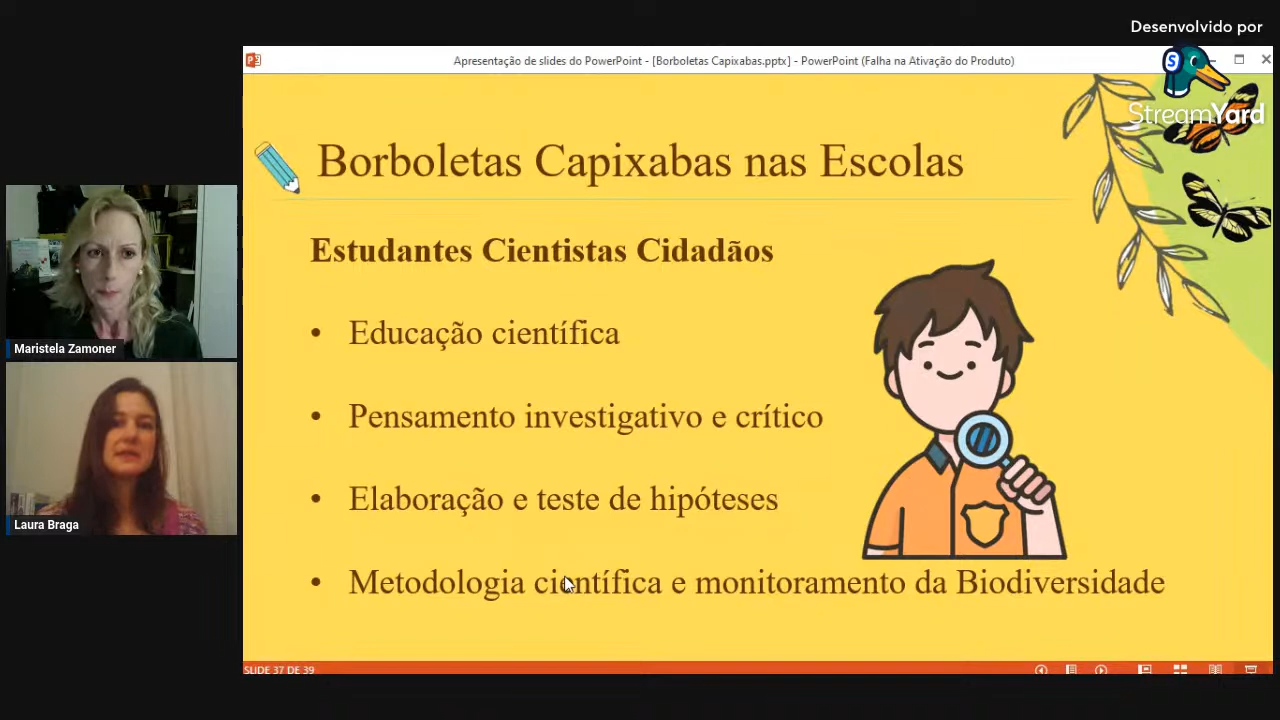 Desenvolvido por
StreamYard
Apresentação de slides do PowerPoint - [Borboletas Capixabas.pptx] - PowerPoint (Falha na Ativação do Produto)
Borboletas Capixabas nas Escolas
Estudantes Cientistas Cidadãos
• Educação científica
• Pensamento investigativo e crítico
• Elaboração e teste de hipóteses
• Metodologia científica e monitoramento da Biodiversidade
Maristela Zamoner
Laura Braga
SLIDE 37 DE 39